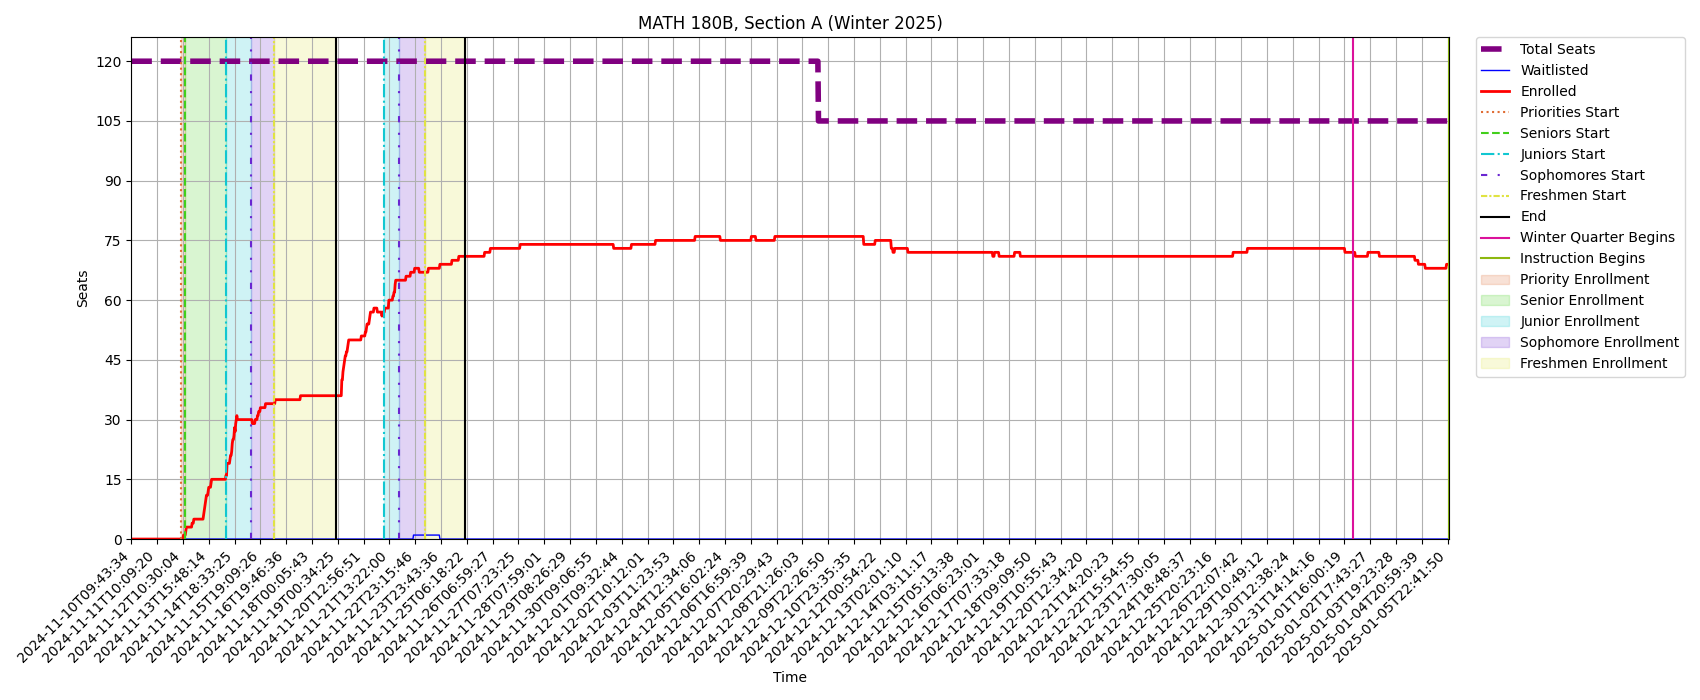 MATH 180B, Section A (Winter 2025)
Seats
120
105
90
75
60
45
30
15
0
2024-11-10T09:43:34
2024-11-11T10:09:20
2024-11-12T10:30:04
2024-11-13T15:48:14
2024-11-14T18:33:25
2024-11-15T19:09:26
2024-11-16T19:46:36
2024-11-18T00:05:43
2024-11-19T00:34:25
2024-11-20T12:56:51
2024-11-21T13:22:00
2024-11-22T23:15:46
2024-11-23T23:43:36
2024-11-25T06:18:22
2024-11-26T06:59:27
2024-11-27T07:23:25
2024-11-28T07:59:01
2024-11-29T08:26:29
2024-11-30T09:06:55
2024-12-01T09:32:44
2024-12-02T10:12:01
2024-12-03T11:23:53
2024-12-04T12:34:06
2024-12-05T16:02:24
2024-12-06T16:59:39
2024-12-07T20:29:43
2024-12-08T21:26:03
2024-12-09T22:26:50
2024-12-10T23:35:35
2024-12-12T00:54:22
2024-12-13T02:01:10
2024-12-14T03:11:17
2024-12-15T05:13:38
2024-12-16T06:23:01
2024-12-17T07:33:18
2024-12-18T09:09:50
2024-12-19T10:55:43
2024-12-20T12:34:20
2024-12-21T14:20:23
2024-12-22T15:54:55
2024-12-23T17:30:05
2024-12-24T18:48:37
2024-12-25T20:23:16
2024-12-26T22:07:42
2024-12-29T10:49:12
2024-12-30T12:38:24
2024-12-31T14:14:16
2025-01-01T16:00:19
2025-01-02T17:43:27
2025-01-03T19:23:28
2025-01-04T20:59:39
2025-01-05T22:41:50
Time
Total Seats
Waitlisted
Enrolled
Priorities Start
Seniors Start
Juniors Start
Sophomores Start
Freshmen Start
End
Winter Quarter Begins
Instruction Begins
Priority Enrollment
Senior Enrollment
Junior Enrollment
Sophomore Enrollment
Freshmen Enrollment